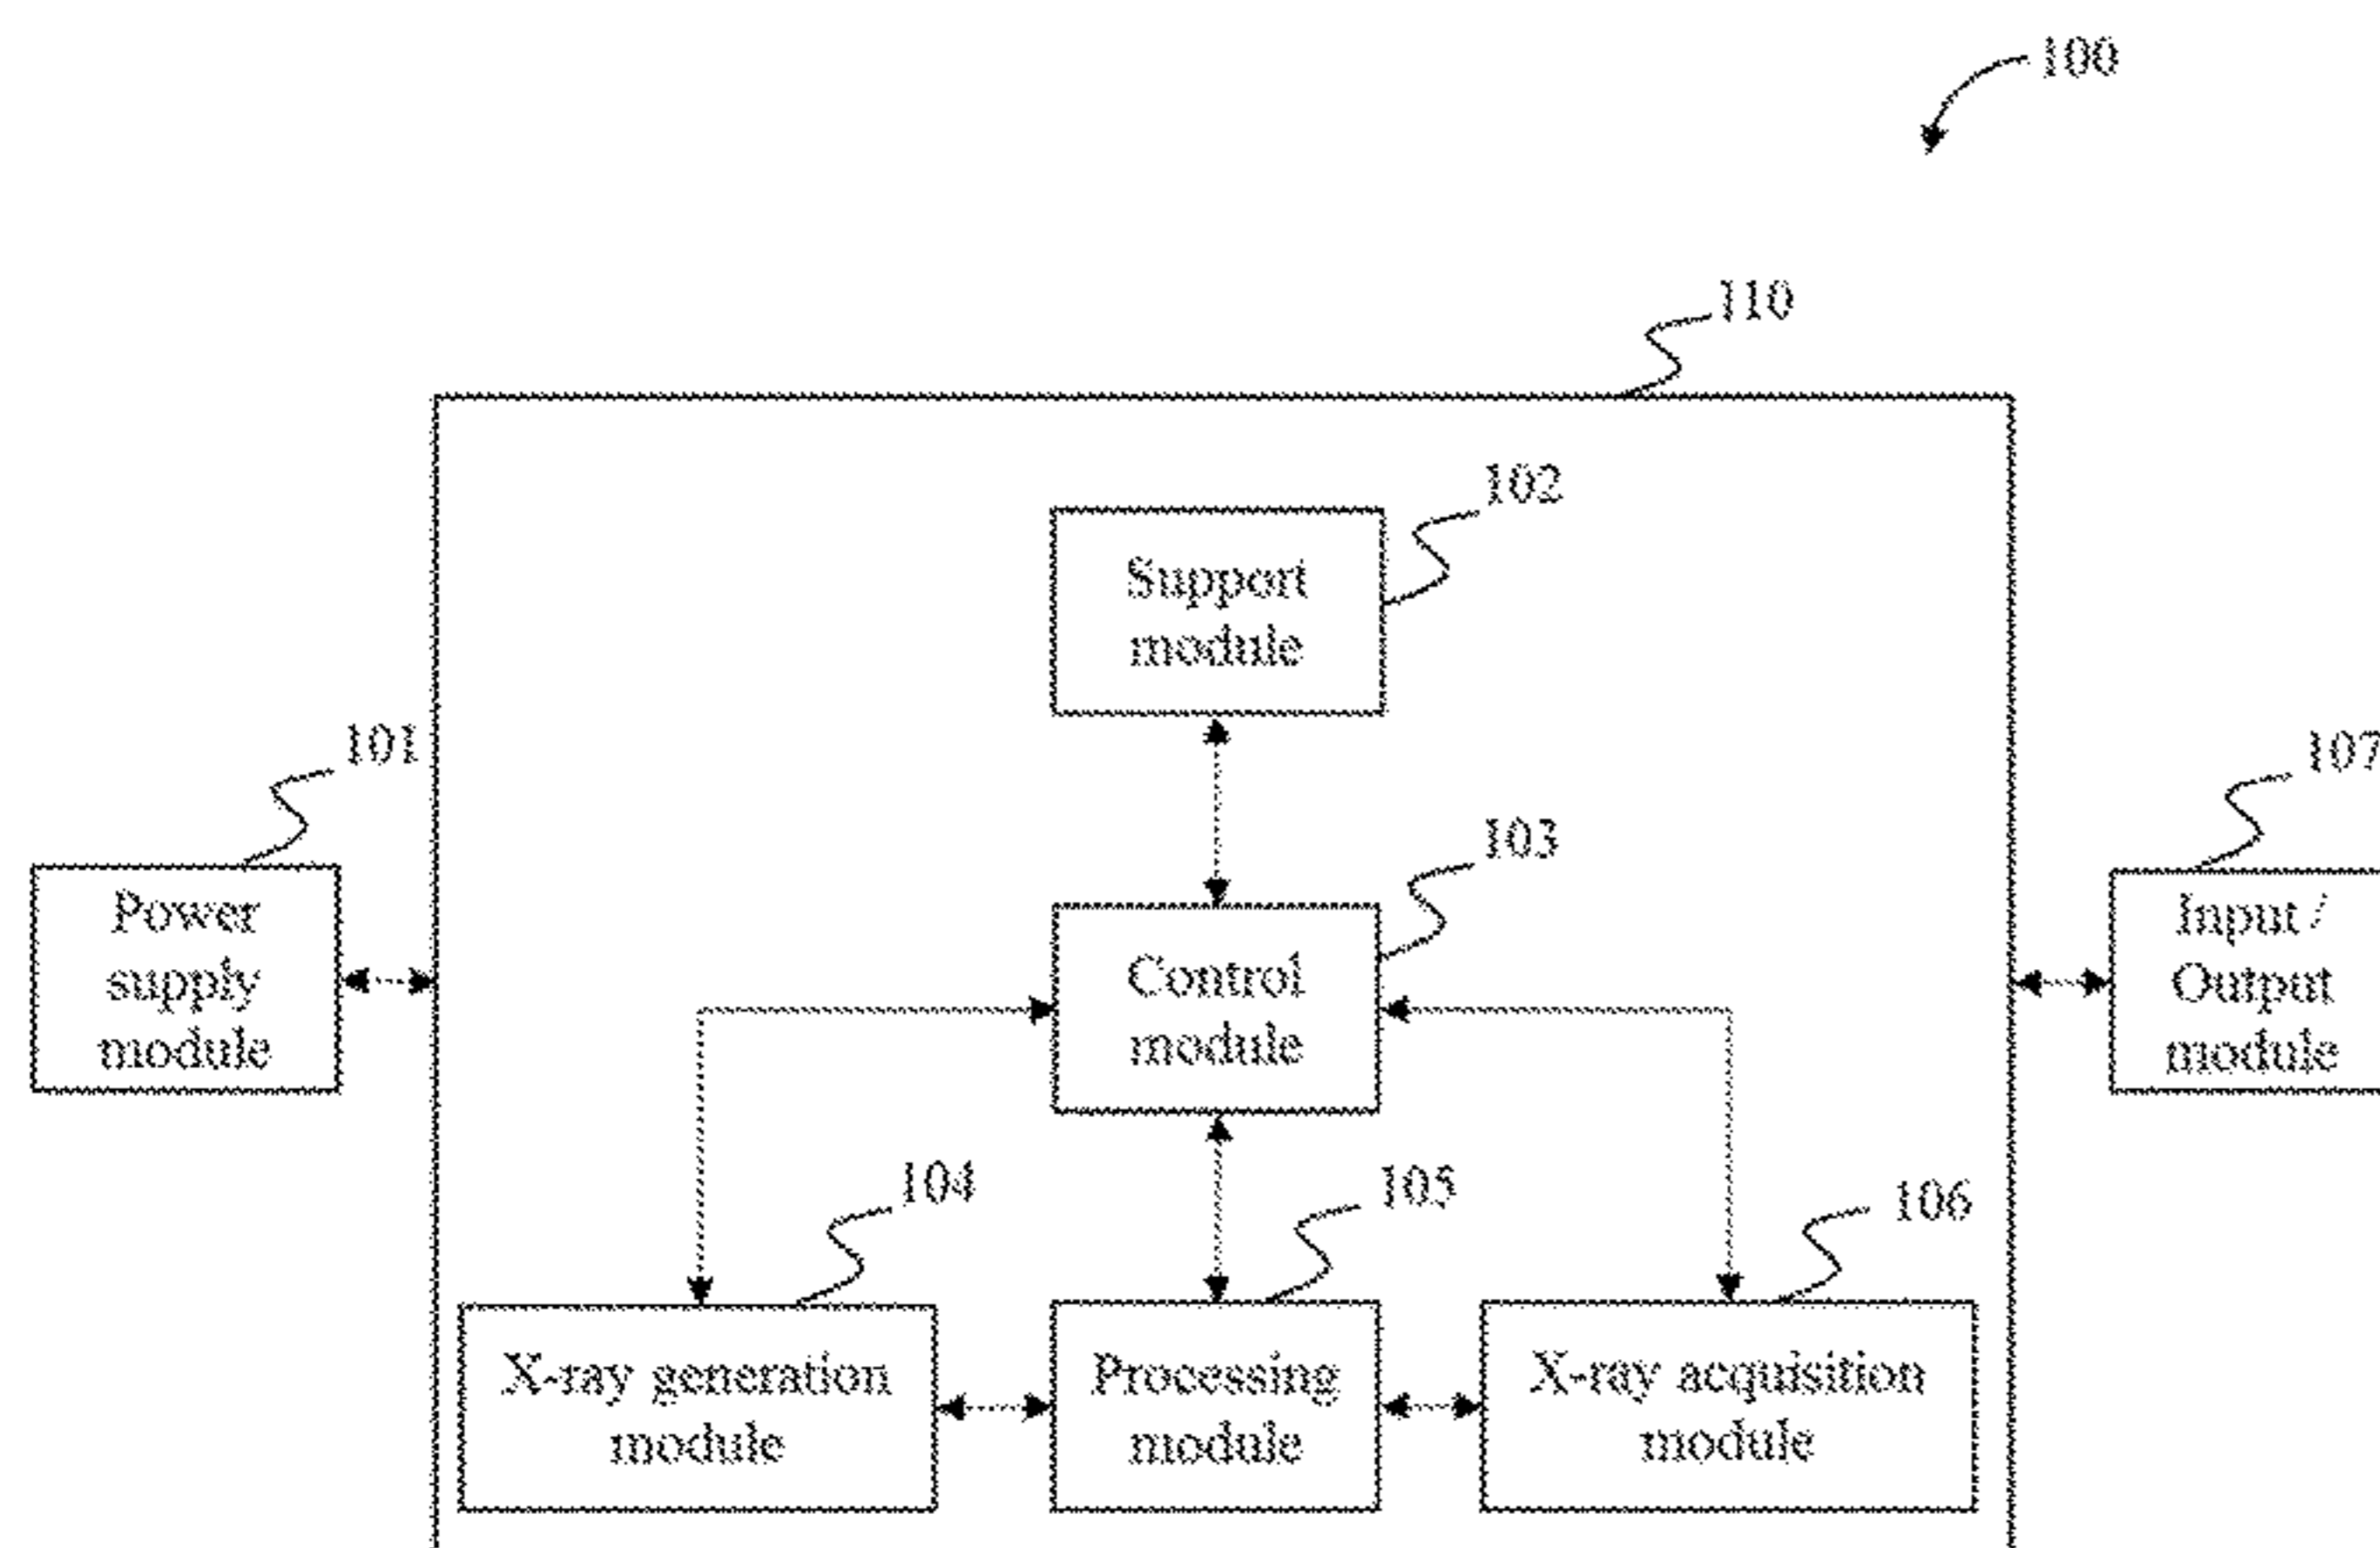 100
110
102
Support
module
101
107
103
Power
supply
module
Control
module
Input /
Output
module
104
105
106
X-ray generation
module
Processing
module
X-ray acquisition
module